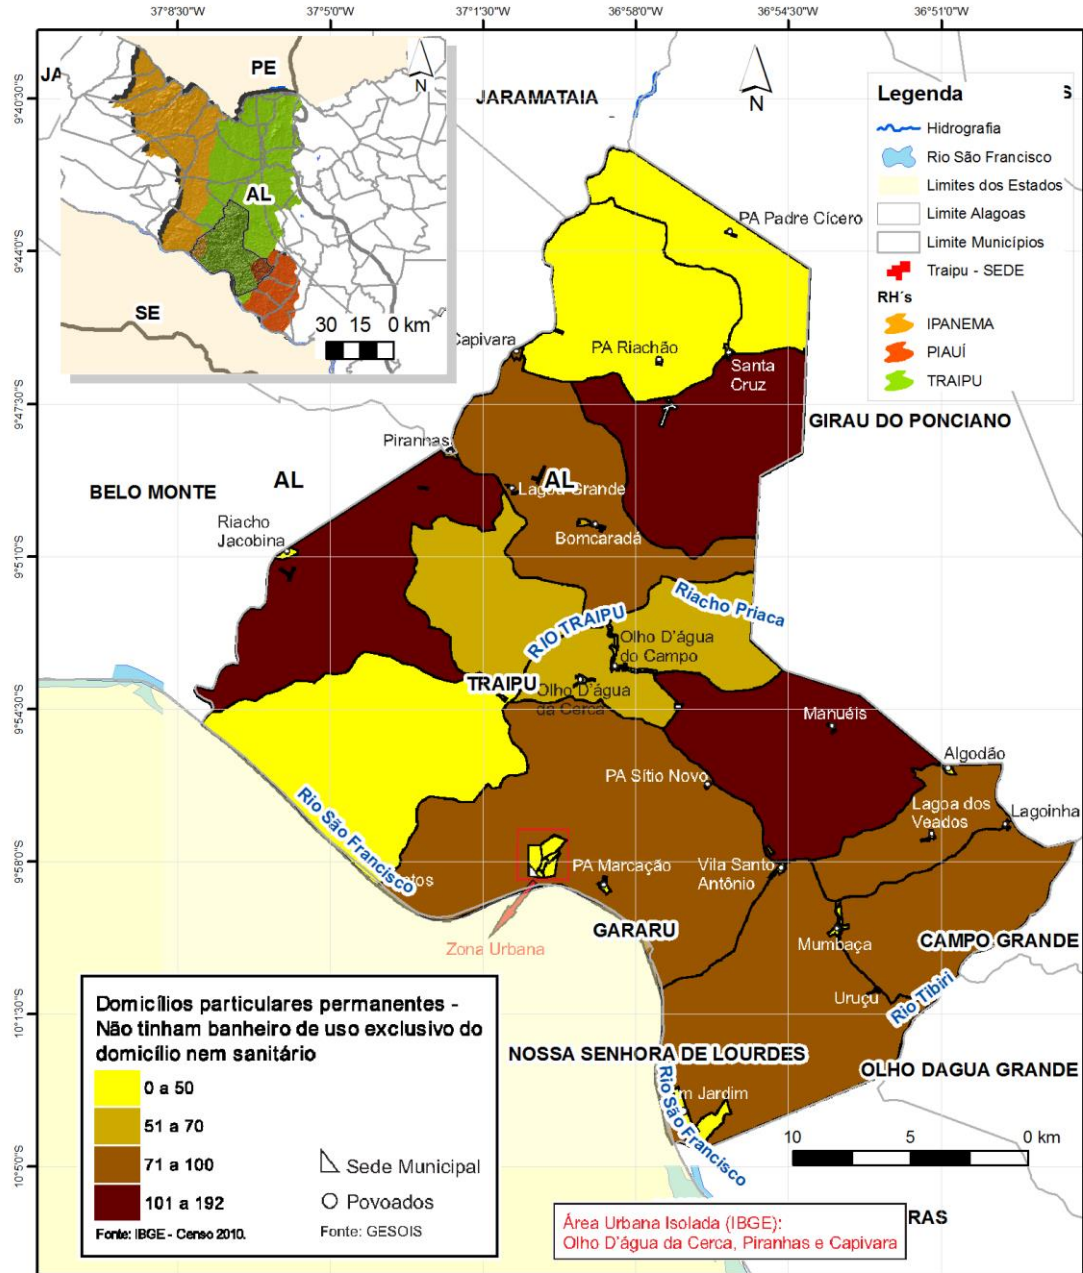 37°8'30"W
37°5'0"W
37°1'30"W
36°58'0"W
36°54'30"W
36°51'0"W
9°40'30"S
9°44'0"S
9°47'30"S
9°51'0"S
9°54'30"S
9°58'0"S
10°1'30"S
10°5'0"S
JA
PE
N
AL
SE
30 15 0 km
JARAMATAIA
N
S
Legenda
Hidrografia
Rio São Francisco
Limites dos Estados
Limite Alagoas
Limite Municípios
Traipu - SEDE
RH´s
IPANEMA
PIAUÍ
TRAIPU
PA Padre Cícero
Capivara
PA Riachão
Santa
Cruz
GIRAU DO PONCIANO
Piranhas
BELO MONTE
AL
AL
Lagoa Grande
Riacho
Jacobina
Bomcaradá
Riacho Priaca
RIO TRAIPU
Olho D'água
do Campo
TRAIPU
Olho D'água
da Cerca
Manuéis
Algodão
PA Sítio Novo
Lagoa dos
Veados
Lagoinha
Rio São Francisco
PA Marcação
Vila Santo
Antônio
GARARU
Zona Urbana
Mumbaça
CAMPO GRANDE
Uruçu
Rio Tibiri
NOSSA SENHORA DE LOURDES
OLHO DAGUA GRANDE
m Jardim
Rio São Francisco
10 5 0 km
Domicílios particulares permanentes -
Não tinham banheiro de uso exclusivo do
domicílio nem sanitário
0 a 50
51 a 70
71 a 100
101 a 192
Sede Municipal
Povoados
Fonte: IBGE - Censo 2010.
Fonte: GESOIS
Área Urbana Isolada (IBGE):
Olho D'água da Cerca, Piranhas e Capivara
RAS